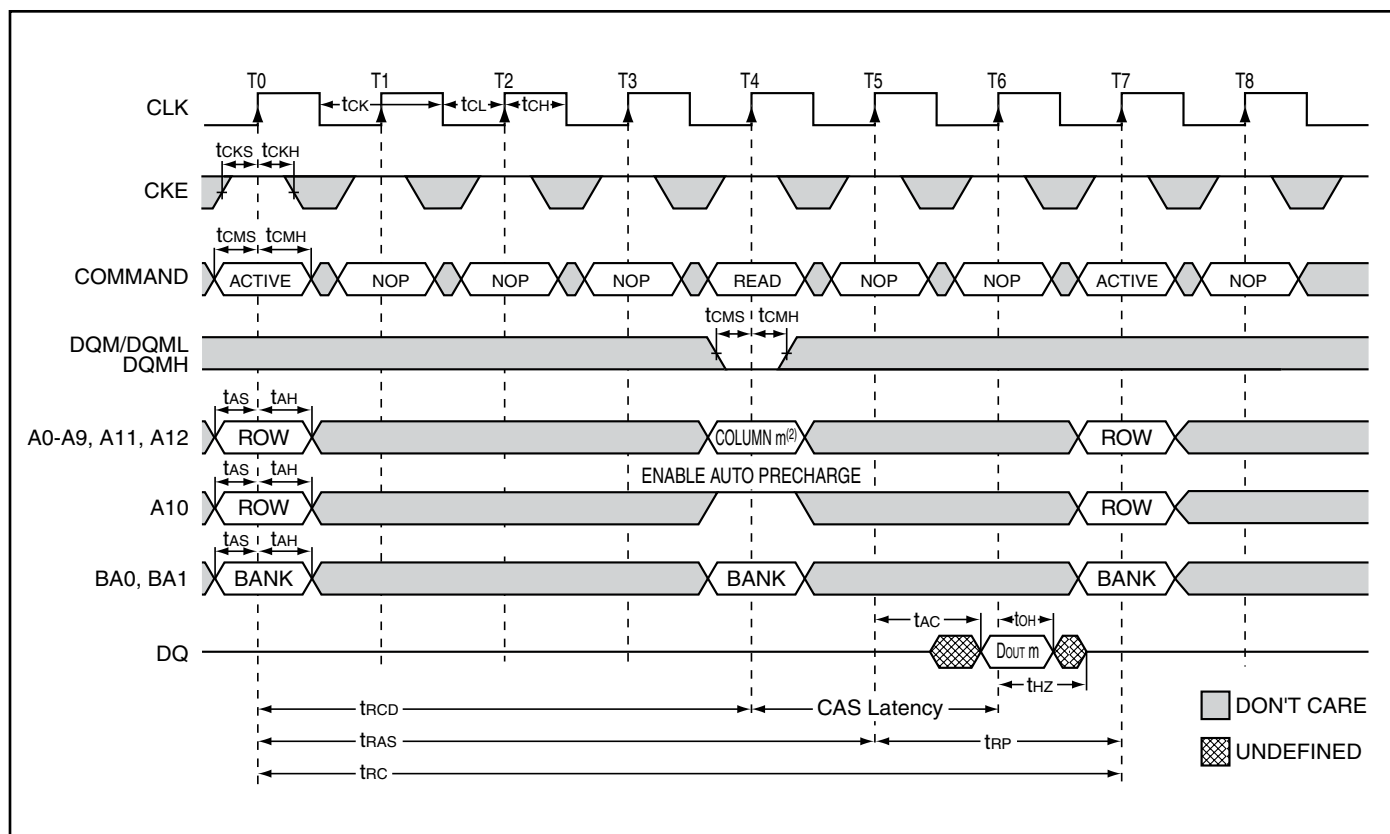 T0 T1 T2 T3 T4 T5 T6 T7 T8
CLK
tCK tCL tCH
tCKS tCKH
CKE
tCMS tCMH
COMMAND ACTIVE NOP NOP NOP READ NOP NOP ACTIVE NOP
tCMS tCMH
DQM/DQML
DQMH
tAS tAH
A0-A9, A11, A12 ROW COLUMN m(2) ROW
tAS tAH
ENABLE AUTO PRECHARGE
A10 ROW ROW
tAS tAH
BA0, BA1 BANK BANK BANK
tAC tOH
DQ DOUT m
tHZ
DON'T CARE
tRCD CAS Latency
UNDEFINED
tRAS tRP
tRC